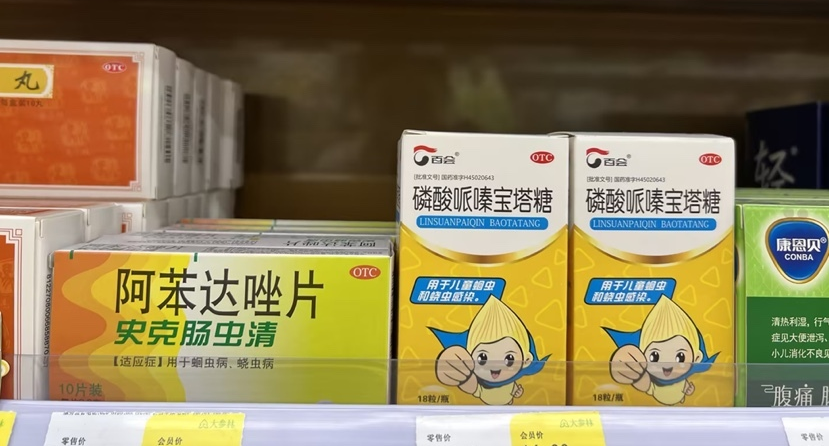 丸
OTC
阿苯达唑片
OTC
史克肠虫清
【适应症】用于蛔虫病、蛲虫病
10片装
百会
OTC
[批准文号] 国药准字H45020643
磷酸哌嗪宝塔糖
LINSUANPAIQIN BAOTATANG
用于儿童蛔虫
和蛲虫感染。
18粒/瓶
百会
OTC
[批准文号] 国药准字H45020643
磷酸哌嗪宝塔糖
LINSUANPAIQIN BAOTATANG
用于儿童蛔虫
和蛲虫感染。
18粒/瓶
轻
康恩贝
CONBA
清热利湿，行气
症见大便泄泻、
小儿消化不良见
腹痛
零售价
会员价
大参林
零售价
会员价
大参林
零售价